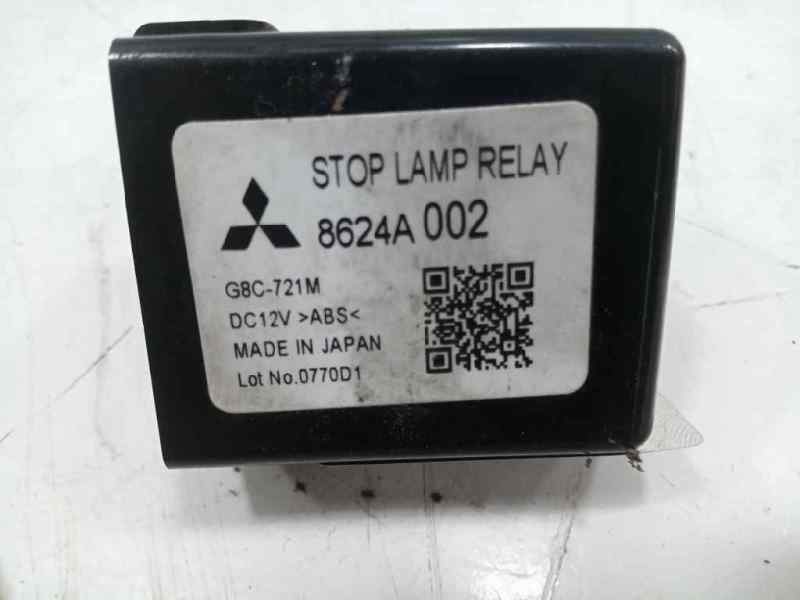 STOP LAMP RELAY
8624A 002
G8C-721M
DC12V >ABS<
MADE IN JAPAN
Lot No.0770D1